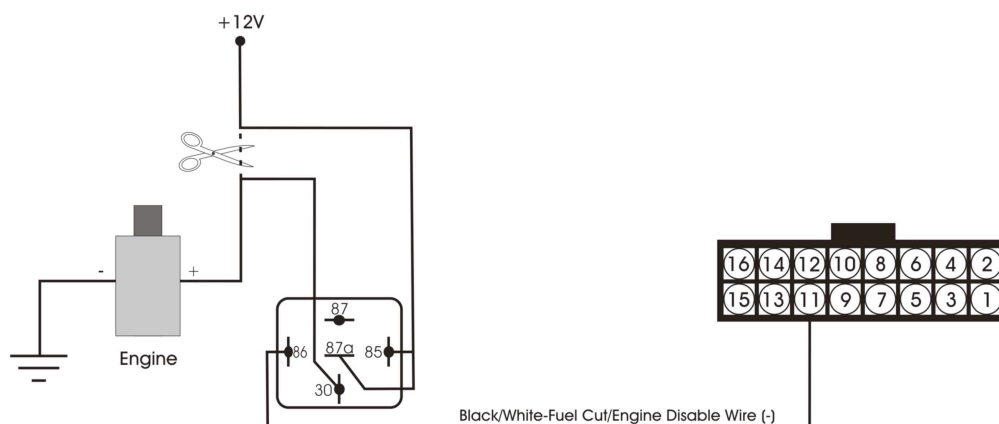 +12V
- +
Engine
87
86 87a 85
30
16 14 12 10 8 6 4 2
15 13 11 9 7 5 3 1
Black/White-Fuel Cut/Engine Disable Wire (-)